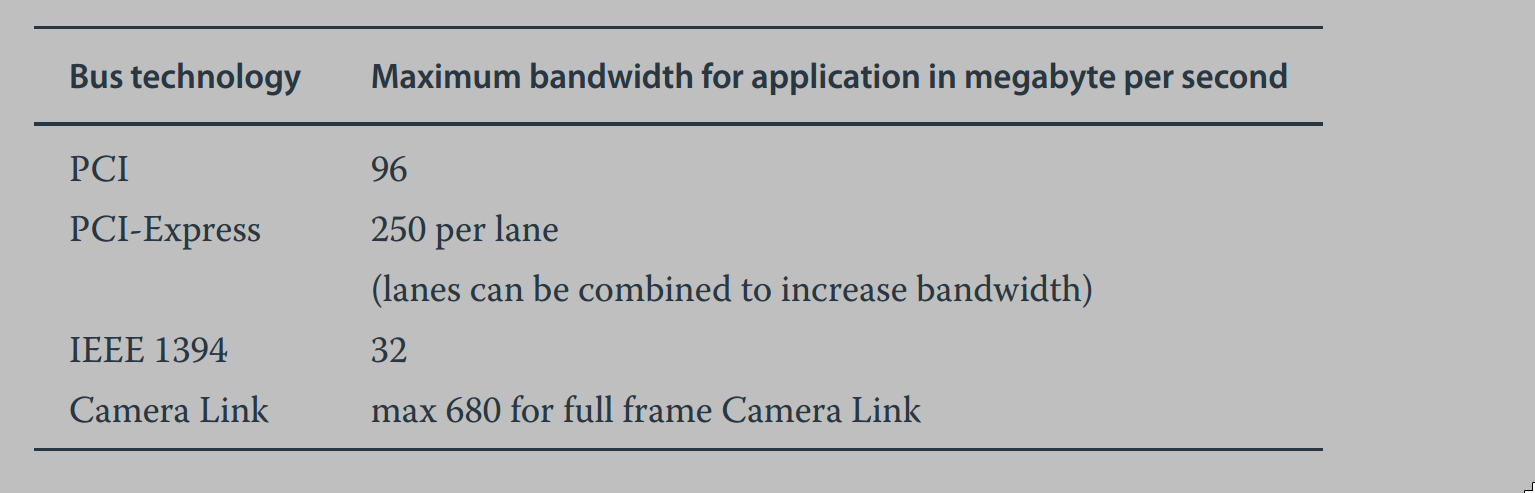 Bus technology Maximum bandwidth for application in megabyte per second
PCI 96
PCI-Express 250 per lane
(lanes can be combined to increase bandwidth)
IEEE 1394 32
Camera Link max 680 for full frame Camera Link